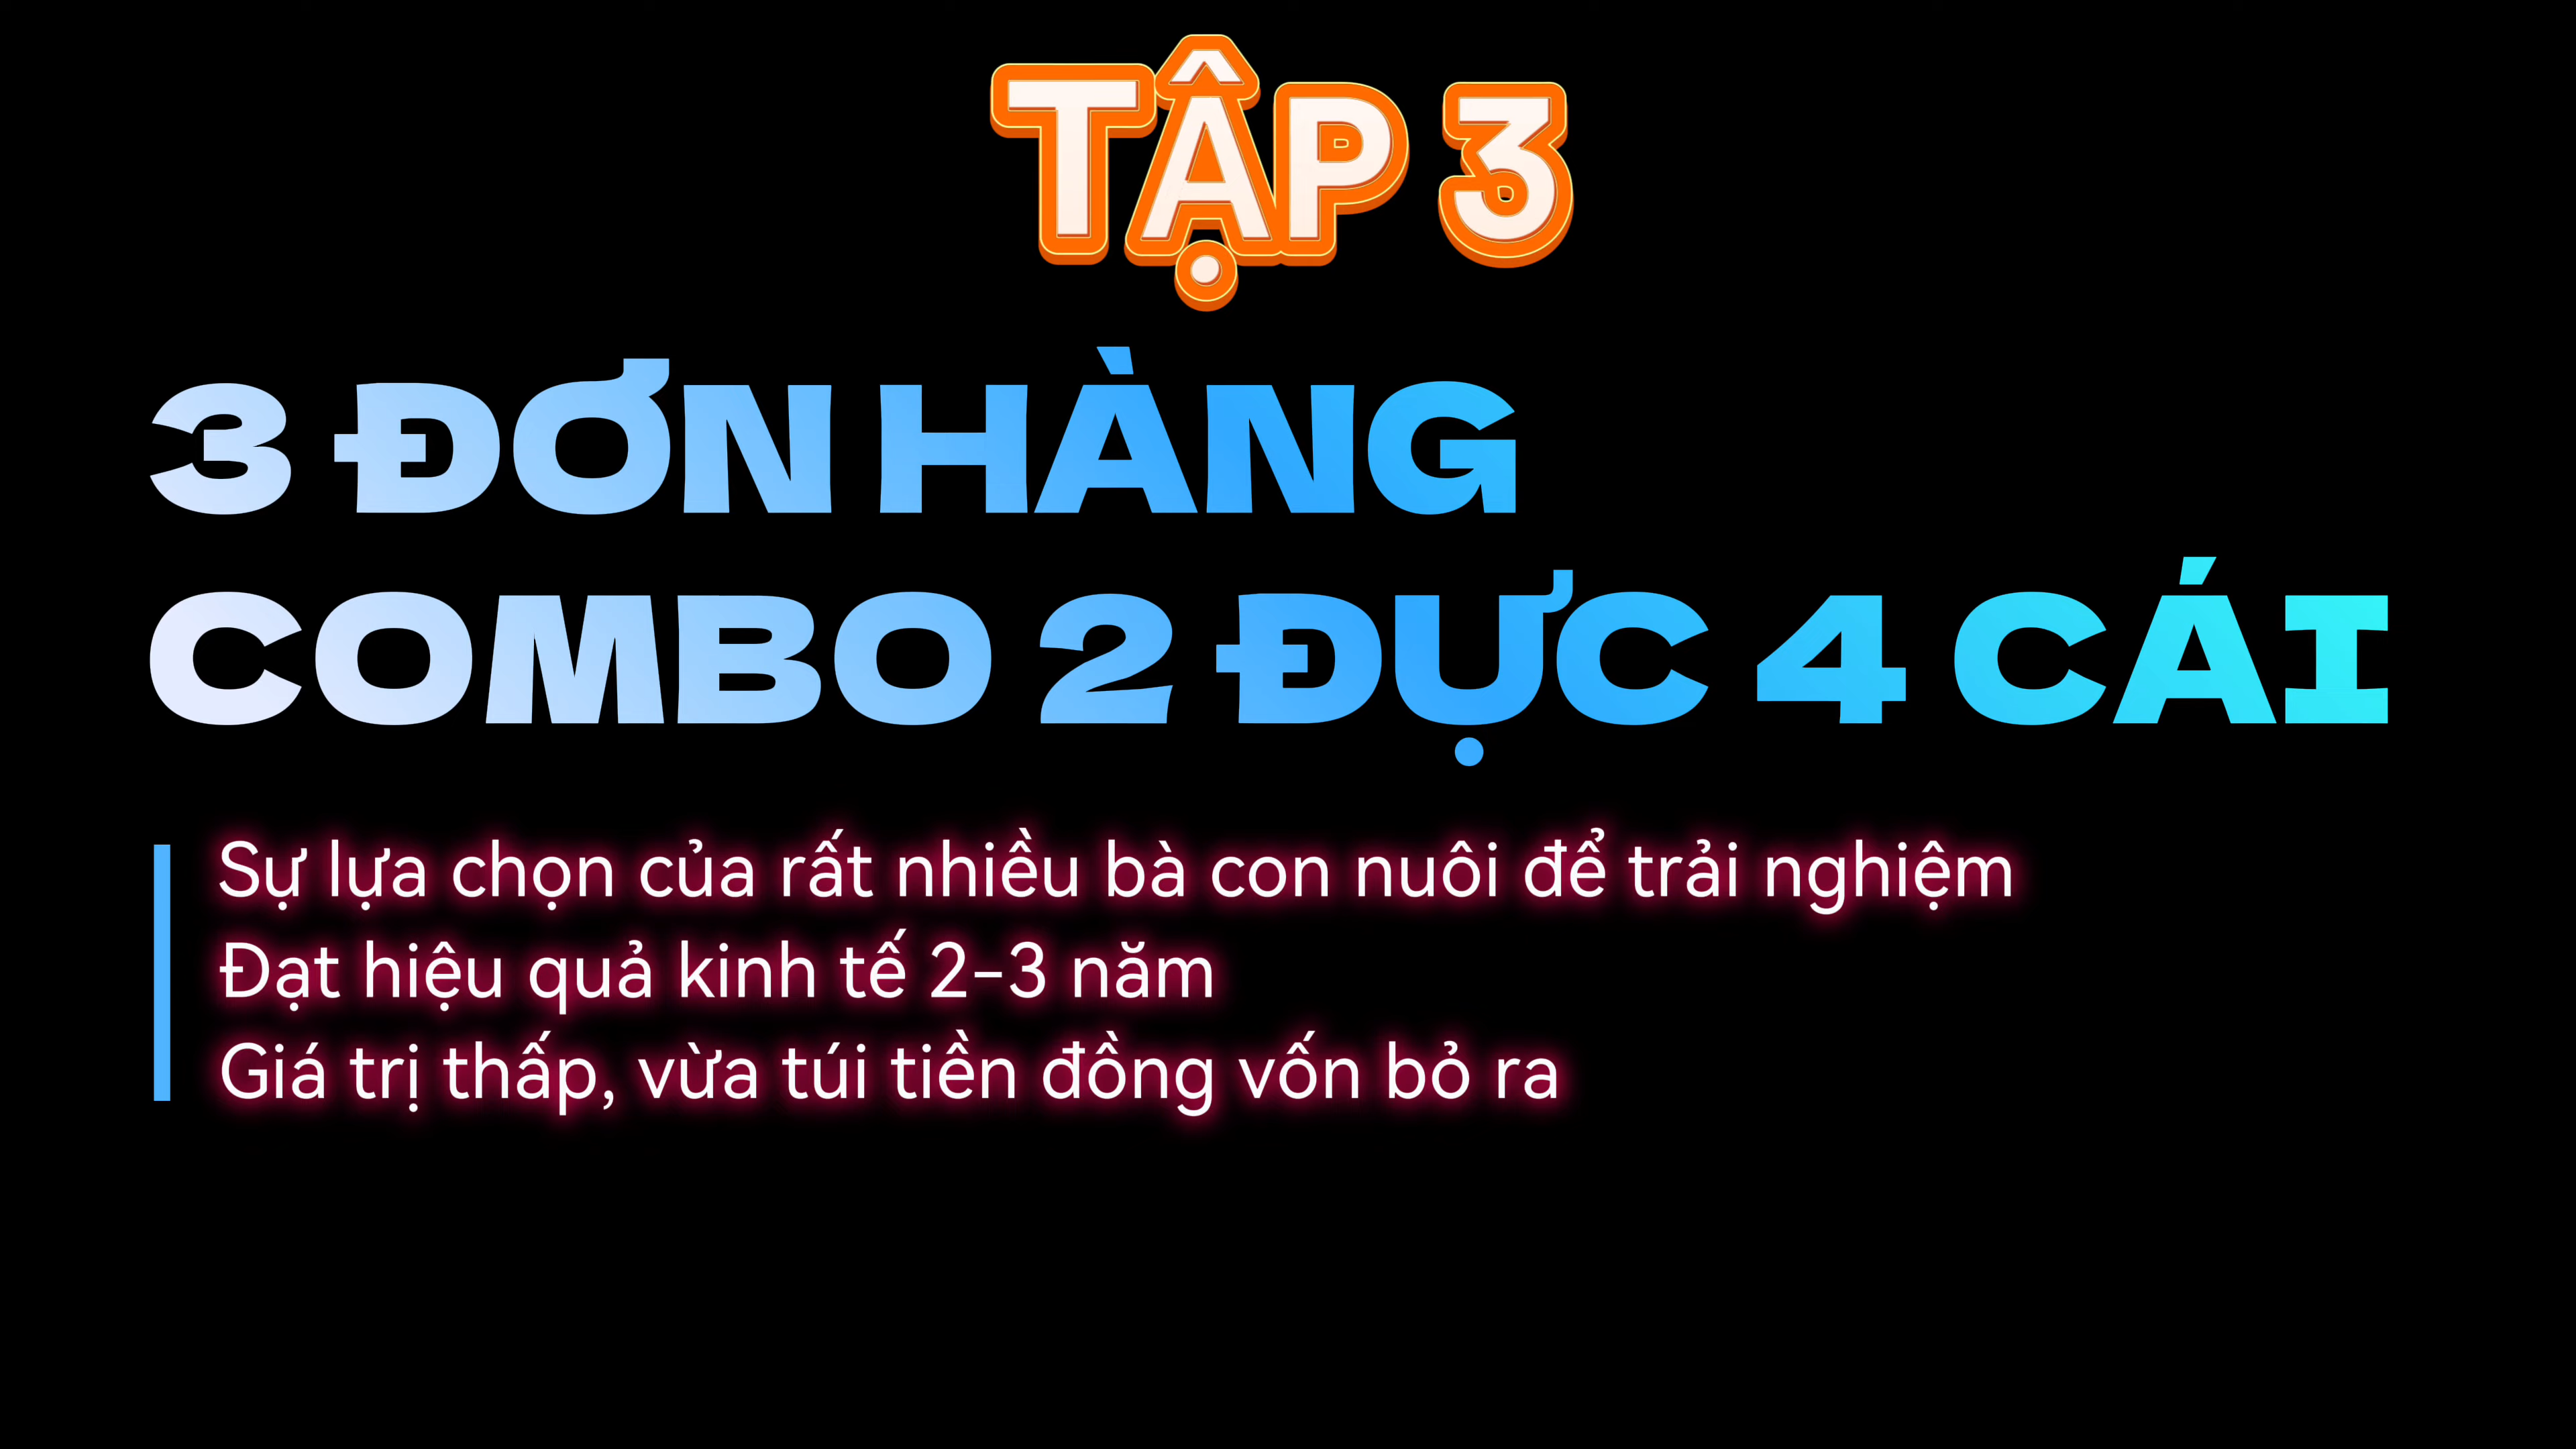 TẬP 3
3 ĐƠN HÀNG
COMBO 2 ĐỰC 4 CÁI
Sự lựa chọn của rất nhiều bà con nuôi để trải nghiệm
Đạt hiệu quả kinh tế 2-3 năm
Giá trị thấp, vừa túi tiền đồng vốn bỏ ra